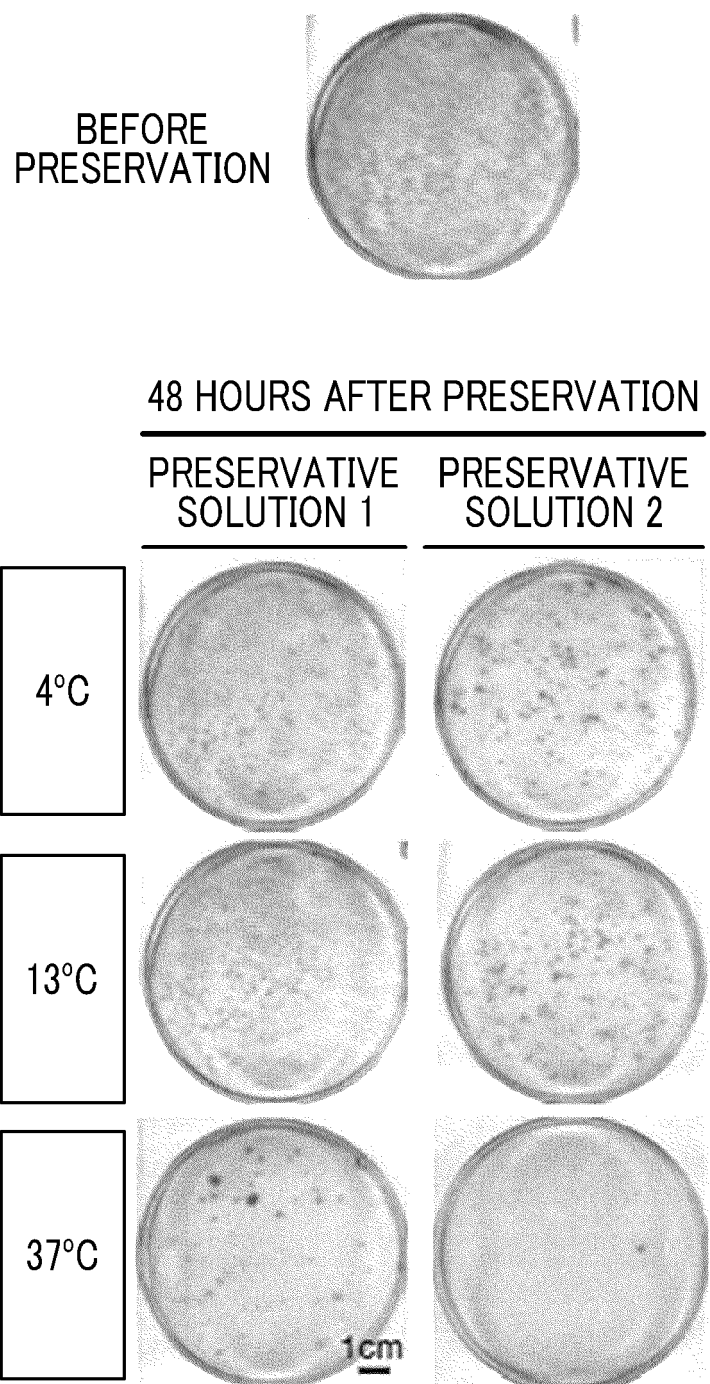 BEFORE
PRESERVATION
48 HOURS AFTER PRESERVATION
PRESERVATIVE
SOLUTION 1
PRESERVATIVE
SOLUTION 2
4°C
13°C
37°C
1cm